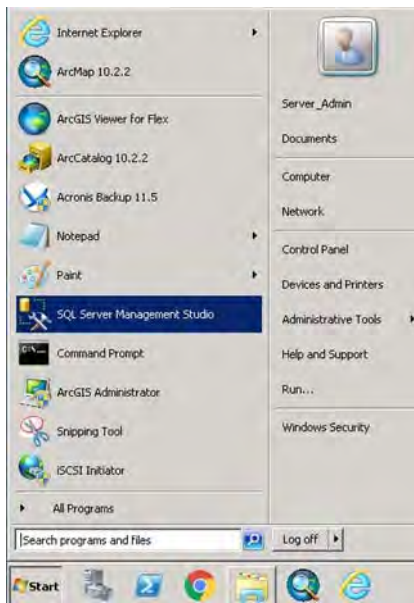 Internet Explorer
ArcMap 10.2.2
ArcGIS Viewer for Flex
ArcCatalog 10.2.2
Acronis Backup 11.5
Notepad
Paint
SQL Server Management Studio
Command Prompt
ArcGIS Administrator
Snipping Tool
iSCSI Initiator
All Programs
Search programs and files
Server_Admin
Documents
Computer
Network
Control Panel
Devices and Printers
Administrative Tools
Help and Support
Run...
Windows Security
Log off
Start